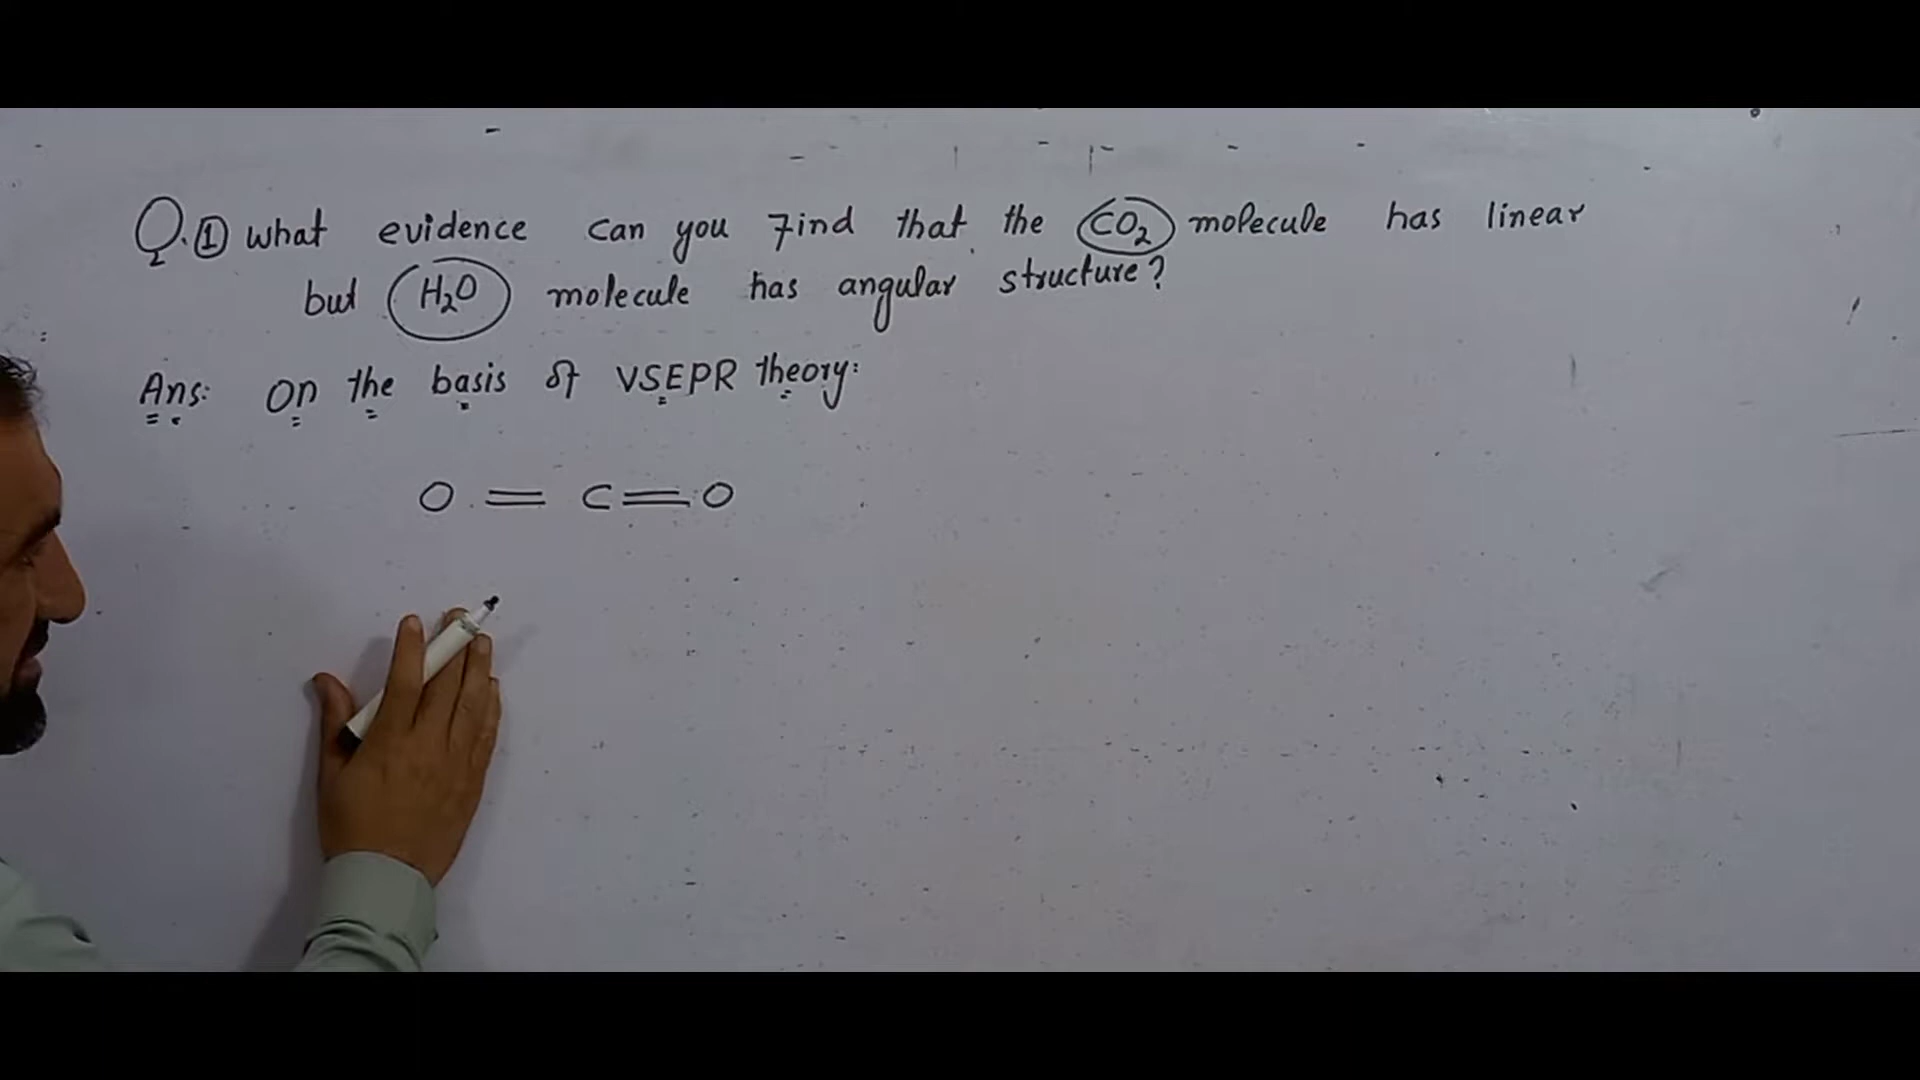 Q.① what evidence can you find that the CO₂ molecule has linear
but H₂O molecule has angular structure?
Ans: On the basis of VSEPR theory:
O = C = O